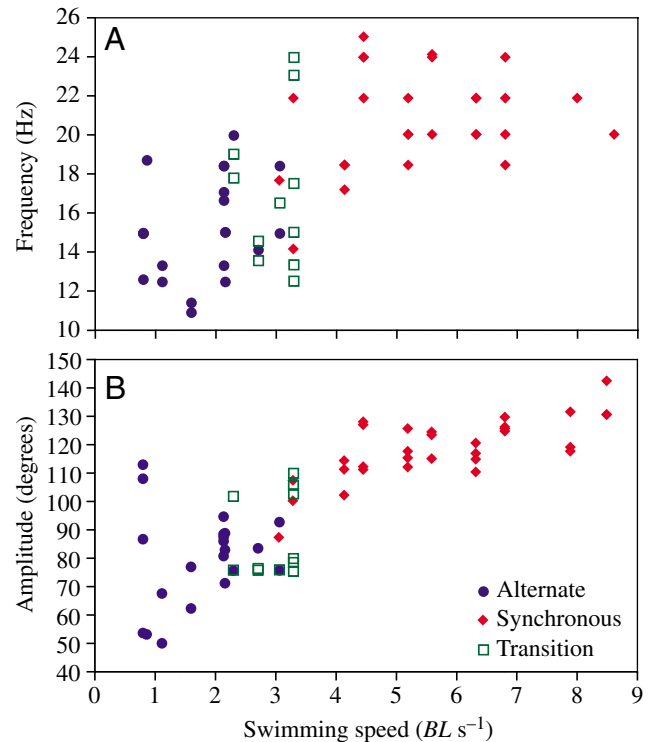 A
26
24
22
20
18
16
14
12
10
Frequency (Hz)
B
150
140
130
120
110
100
90
80
70
60
50
40
Amplitude (degrees)
Alternate
Synchronous
Transition
0 1 2 3 4 5 6 7 8 9
Swimming speed (BL s⁻¹)